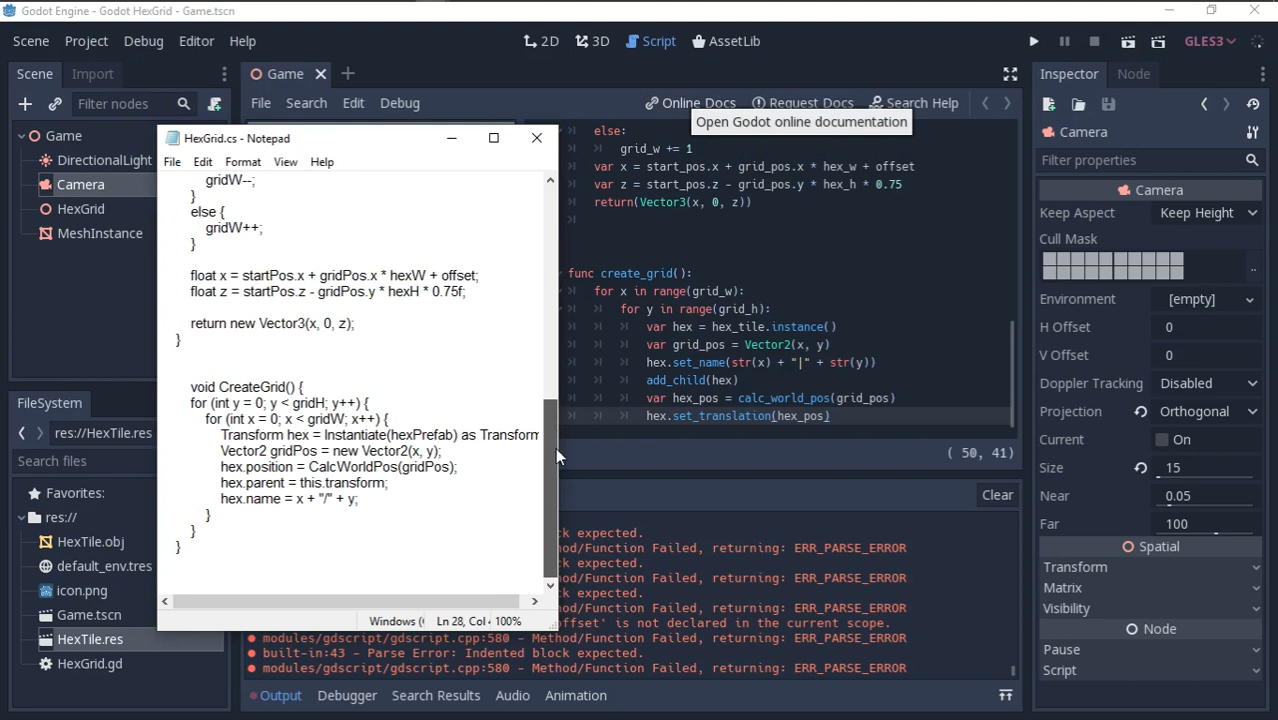 Godot Engine - Godot HexGrid - Game.tscn
Scene Project Debug Editor Help
2D 3D Script AssetLib
GLES3
Scene Import
Filter nodes
Game
DirectionalLight
Camera
HexGrid
MeshInstance
FileSystem
res://HexTile.res
Search files
Favorites:
res://
HexTile.obj
default_env.tres
icon.png
Game.tscn
HexTile.res
HexGrid.gd
Game
File Search Edit Debug
Online Docs Request Docs Search Help
Open Godot online documentation
HexGrid.cs - Notepad
File Edit Format View Help
gridW--;
}
else {
gridW++;
}
float x = startPos.x + gridPos.x * hexW + offset;
float z = startPos.z - gridPos.y * hexH * 0.75f;
return new Vector3(x, 0, z);
}
void CreateGrid() {
for (int y = 0; y < gridH; y++) {
for (int x = 0; x < gridW; x++) {
Transform hex = Instantiate(hexPrefab) as Transform
Vector2 gridPos = new Vector2(x, y);
hex.position = CalcWorldPos(gridPos);
hex.parent = this.transform;
hex.name = x + "/" + y;
}
}
}
Windows ( Ln 28, Col 100%
else:
grid_w += 1
var x = start_pos.x + grid_pos.x * hex_w + offset
var z = start_pos.z - grid_pos.y * hex_h * 0.75
return(Vector3(x, 0, z))
func create_grid():
for x in range(grid_w):
for y in range(grid_h):
var hex = hex_tile.instance()
var grid_pos = Vector2(x, y)
hex.set_name(str(x) + "|" + str(y))
add_child(hex)
var hex_pos = calc_world_pos(grid_pos)
hex.set_translation(hex_pos)
( 50, 41)
Clear
ck expected.
hod/Function Failed, returning: ERR_PARSE_ERROR
ck expected.
hod/Function Failed, returning: ERR_PARSE_ERROR
ck expected.
hod/Function Failed, returning: ERR_PARSE_ERROR
offset' is not declared in the current scope.
modules/gdscript/gdscript.cpp:580 - Method/Function Failed, returning: ERR_PARSE_ERROR
built-in:43 - Parse Error: Indented block expected.
modules/gdscript/gdscript.cpp:580 - Method/Function Failed, returning: ERR_PARSE_ERROR
Output Debugger Search Results Audio Animation
Inspector Node
Camera
Filter properties
Camera
Keep Aspect Keep Height
Cull Mask
..
Environment [empty]
H Offset 0
V Offset 0
Doppler Tracking Disabled
Projection Orthogonal
Current On
Size 15
Near 0.05
Far 100
Spatial
Transform
Matrix
Visibility
Node
Pause
Script